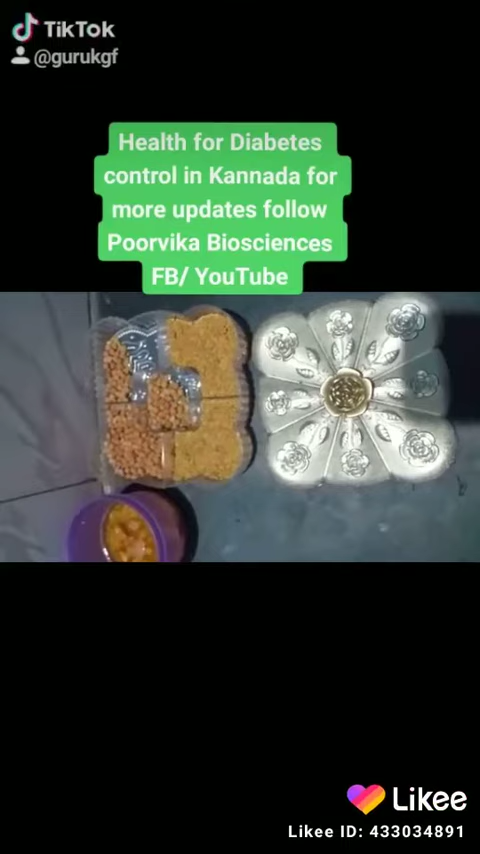 TikTok
@gurukgf
Health for Diabetes
control in Kannada for
more updates follow
Poorvika Biosciences
FB/ YouTube
Likee
Likee ID: 433034891